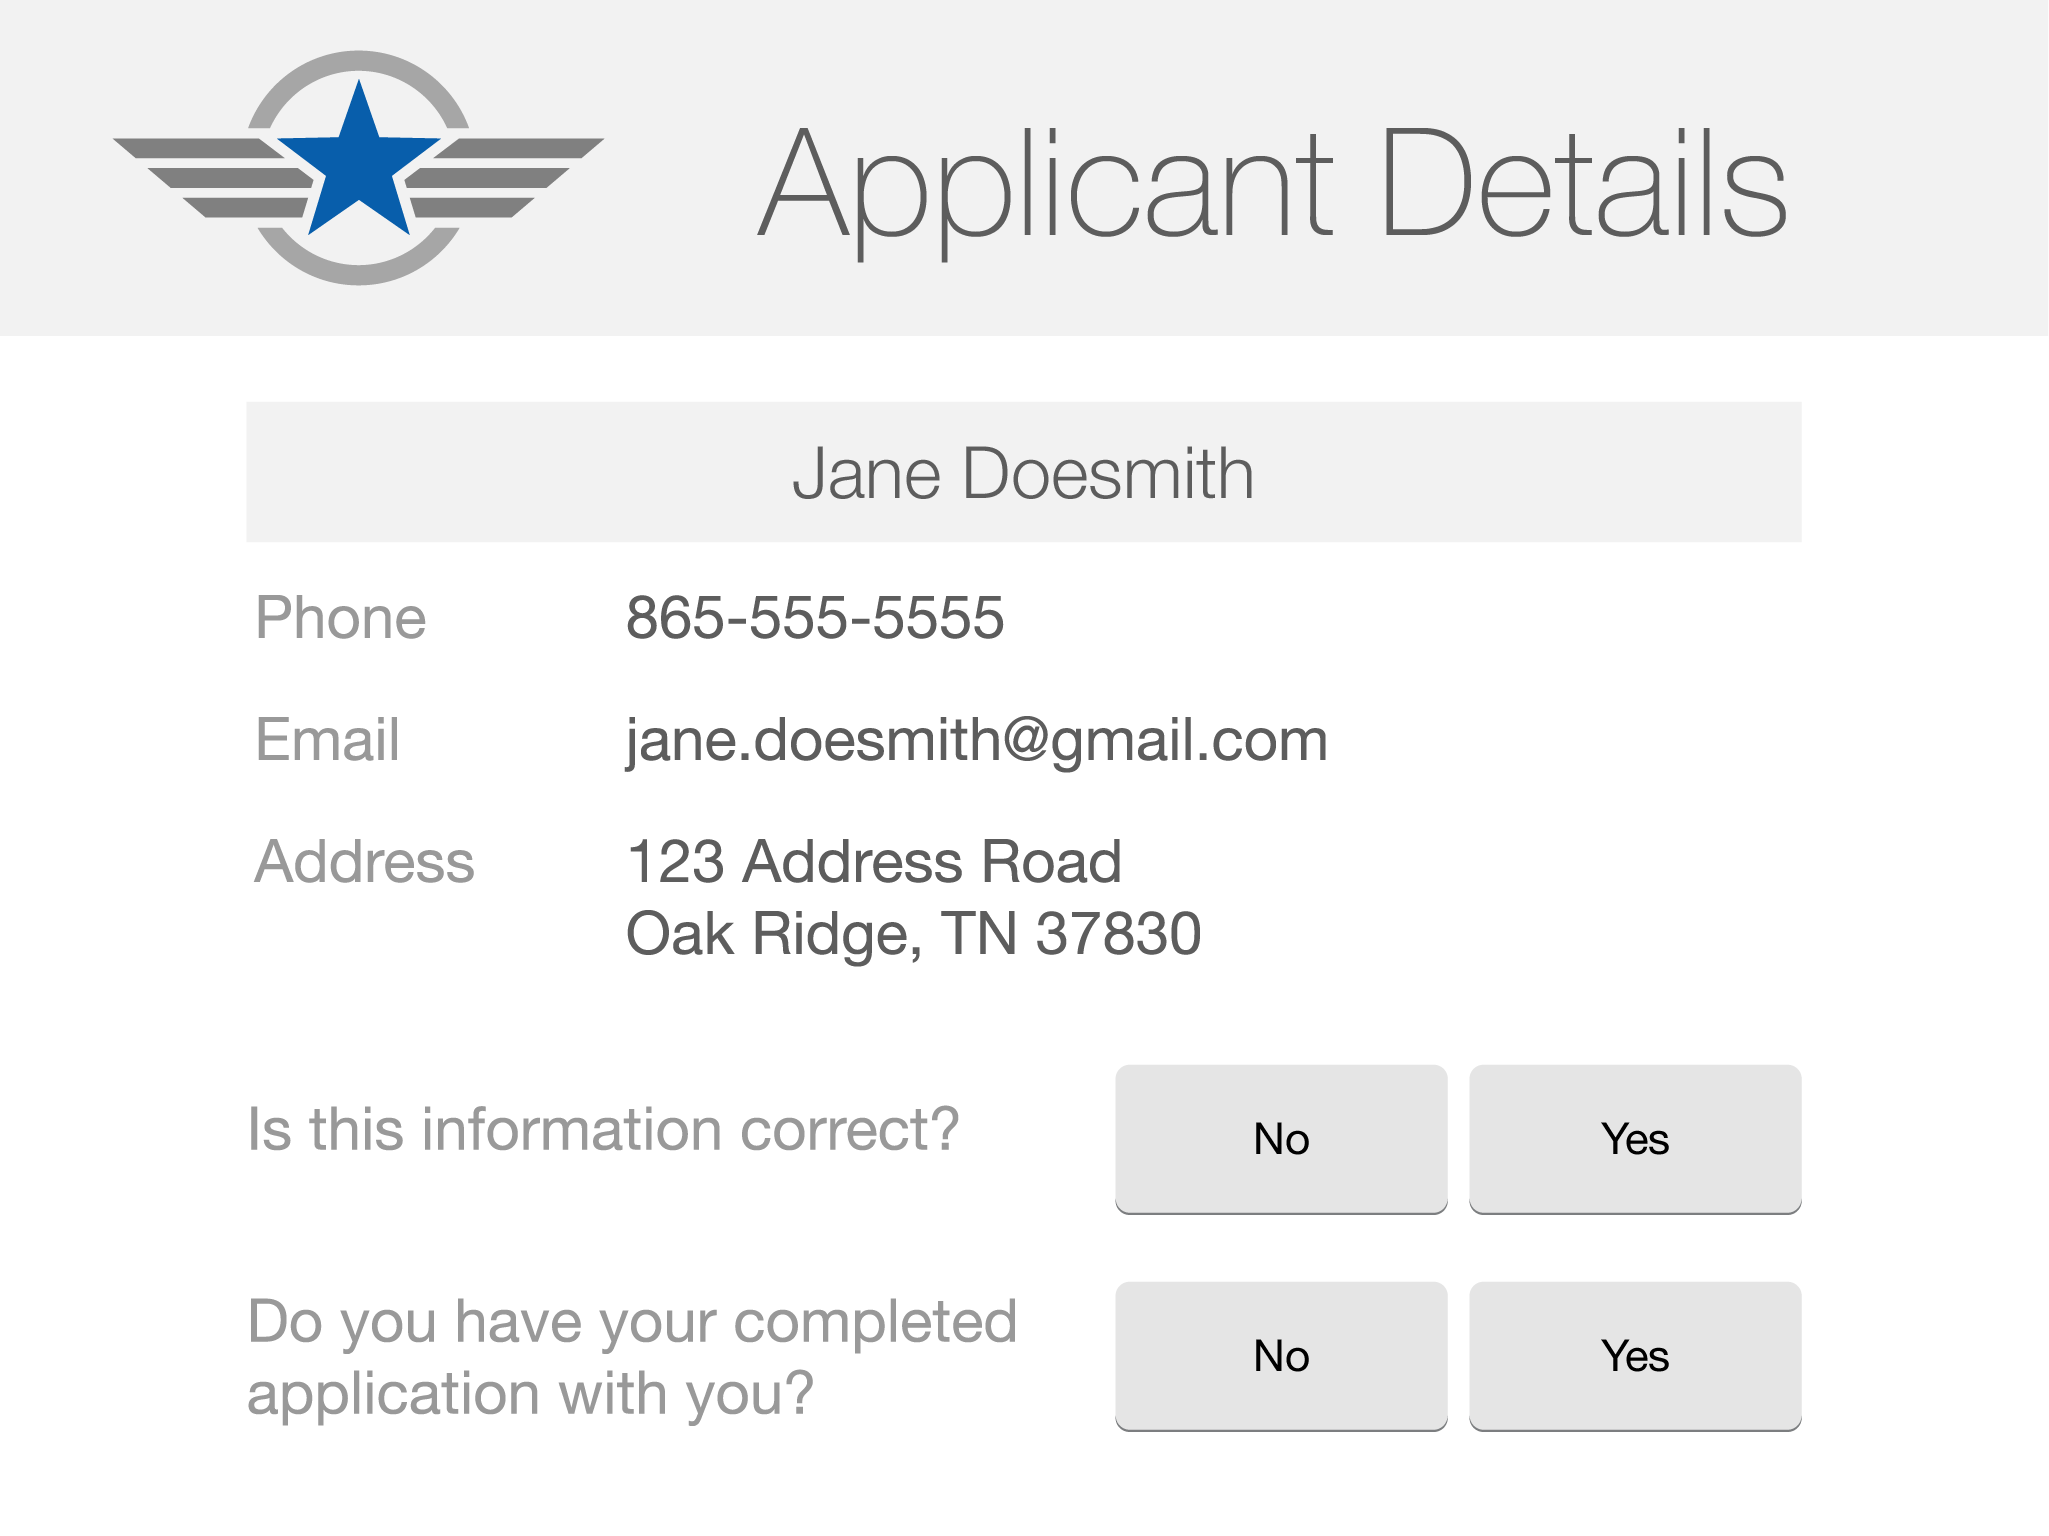 Applicant Details
Jane Doesmith
Phone 865-555-5555
Email jane.doesmith@gmail.com
Address 123 Address Road
Oak Ridge, TN 37830
Is this information correct? No Yes
Do you have your completed
application with you? No Yes